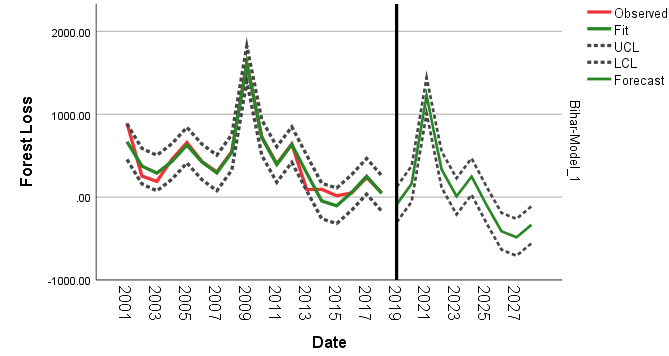 Observed
Fit
UCL
LCL
Forecast
2000.00
1000.00
.00
-1000.00
Forest Loss
Bihar-Model_1
2001
2003
2005
2007
2009
2011
2013
2015
2017
2019
2021
2023
2025
2027
Date